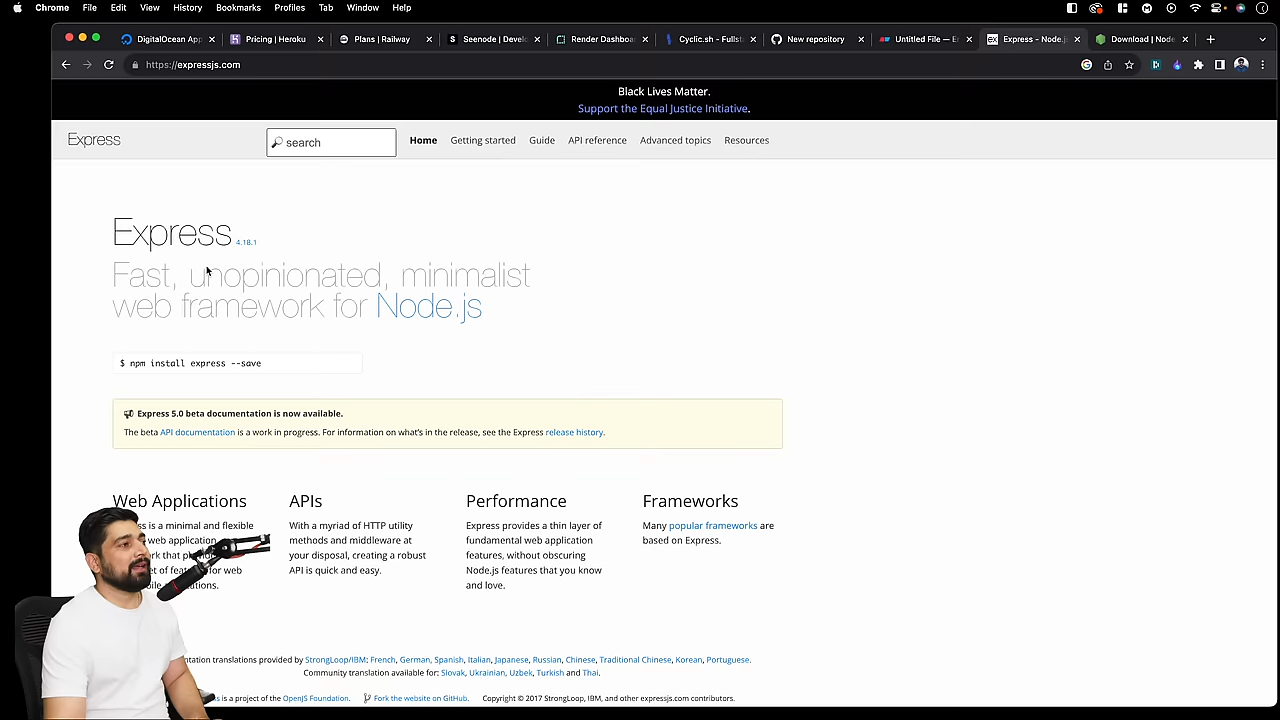 Chrome File Edit View History Bookmarks Profiles Tab Window Help
DigitalOcean App
Pricing | Heroku
Plans | Railway
Seenode | Develo
Render Dashboa
Cyclic.sh - Fullsta
New repository
Untitled File — E
Express - Node.j
Download | Node
https://expressjs.com
Black Lives Matter.
Support the Equal Justice Initiative.
Express
search
Home Getting started Guide API reference Advanced topics Resources
Express 4.18.1
Fast, unopinionated, minimalist
web framework for Node.js
$ npm install express --save
Express 5.0 beta documentation is now available.
The beta API documentation is a work in progress. For information on what's in the release, see the Express release history.
Web Applications
ss is a minimal and flexible
web application
rk that
et of for web
APIs
With a myriad of HTTP utility
methods and middleware at
your disposal, creating a robust
API is quick and easy.
Performance
Express provides a thin layer of
fundamental web application
features, without obscuring
Node.js features that you know
and love.
Frameworks
Many popular frameworks are
based on Express.
ntation translations provided by StrongLoop/IBM: French, German, Spanish, Italian, Japanese, Russian, Chinese, Traditional Chinese, Korean, Portuguese.
Community translation available for: Slovak, Ukrainian, Uzbek, Turkish and Thai.
is a project of the OpenJS Foundation. Fork the website on GitHub. Copyright © 2017 StrongLoop, IBM, and other expressjs.com contributors.